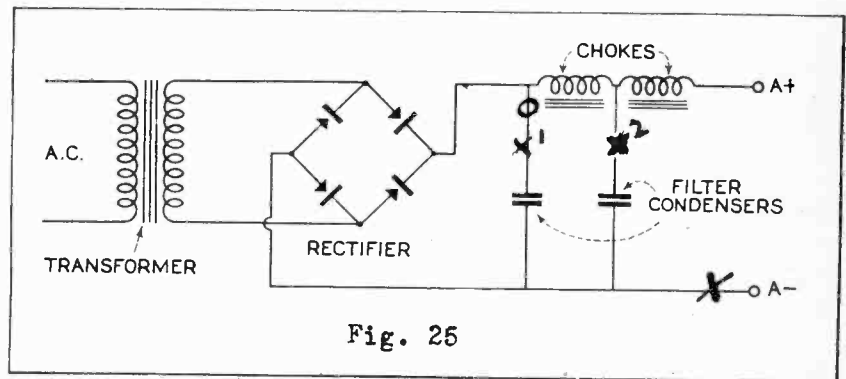 CHOKES
A+
O
X 1
X 2
A.C.
FILTER
CONDENSERS
RECTIFIER
TRANSFORMER
X
A-
Fig. 25